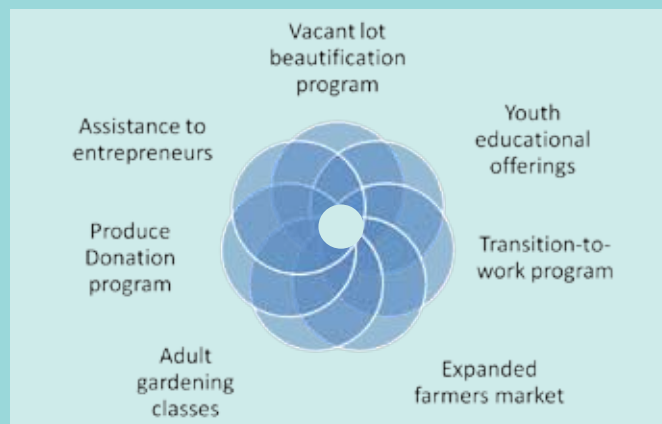 Vacant lot
beautification
program
Youth
educational
offerings
Transition-to-
work program
Expanded
farmers market
Adult
gardening
classes
Produce
Donation
program
Assistance to
entrepreneurs